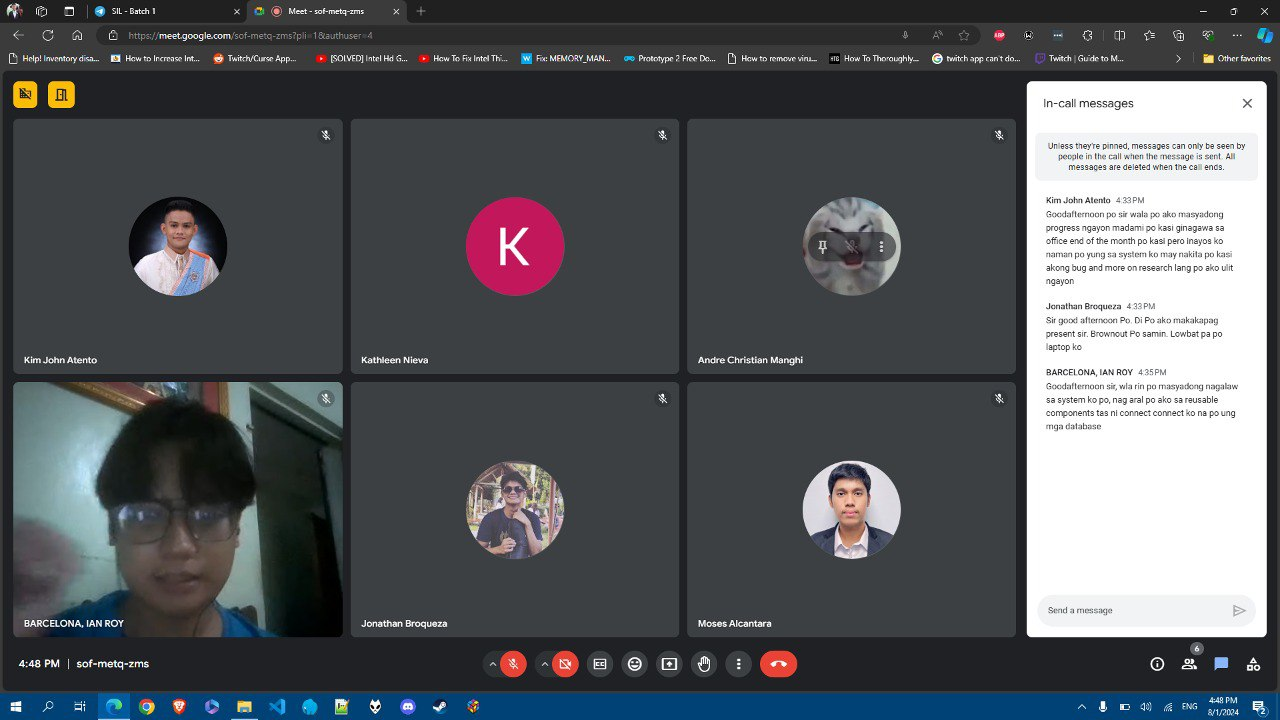 SIL - Batch 1
Meet - sof-metq-zms
https://meet.google.com/sof-metq-zms?pli=1&authuser=4
Help! Inventory disa...
How to Increase Int...
Twitch/Curse App...
[SOLVED] Intel Hd G...
How To Fix Intel Thi...
Fix: MEMORY_MAN...
Prototype 2 Free Do...
How to remove viru...
How To Thoroughly...
twitch app can't do...
Twitch | Guide to M...
Other favorites
In-call messages
Unless they're pinned, messages can only be seen by
people in the call when the message is sent. All
messages are deleted when the call ends.
Kim John Atento 4:33 PM
Goodafternoon po sir wala po ako masyadong
progress ngayon madami po kasi ginagawa sa
office end of the month po kasi pero inayos ko
naman po yung sa system ko may nakita po kasi
akong bug and more on research lang po ako ulit
ngayon
Jonathan Broqueza 4:33 PM
Sir good afternoon Po. Di Po ako makakapag
present sir. Brownout Po samin. Lowbat pa po
laptop ko
BARCELONA, IAN ROY 4:35 PM
Goodafternoon sir, wla rin po masyadong nagalaw
sa system ko po, nag aral po ako sa reusable
components tas ni connect connect ko na po ung
mga database
Send a message
K
Kim John Atento
Kathleen Nieva
Andre Christian Manghi
BARCELONA, IAN ROY
Jonathan Broqueza
Moses Alcantara
4:48 PM | sof-metq-zms
6
ENG
4:48 PM
8/1/2024
2